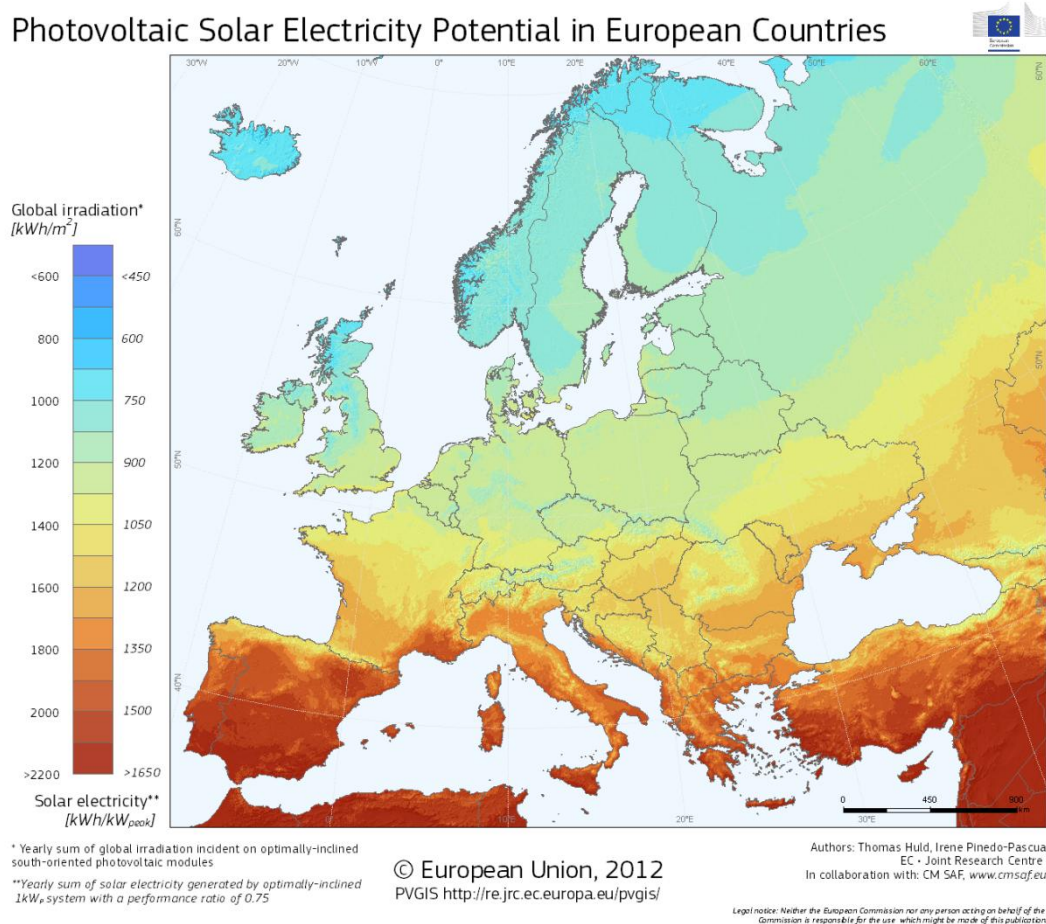 Photovoltaic Solar Electricity Potential in European Countries
European
Commission
30°W
20°W
10°W
0°
10°E
20°E
30°E
40°E
50°E
60°E
60°N
60°N
50°N
50°N
40°N
Global irradiation*
[kWh/m²]
<600 <450
800 600
1000 750
1200 900
1400 1050
1600 1200
1800 1350
2000 1500
>2200 >1650
Solar electricity**
[kWh/kWpeak]
0 450 900
km
0°
10°E
20°E
30°E
* Yearly sum of global irradiation incident on optimally-inclined
south-oriented photovoltaic modules
**Yearly sum of solar electricity generated by optimally-inclined
1kWp system with a performance ratio of 0.75
© European Union, 2012
PVGIS http://re.jrc.ec.europa.eu/pvgis/
Authors: Thomas Huld, Irene Pinedo-Pascua
EC • Joint Research Centre
In collaboration with: CM SAF, www.cmsaf.eu
Legal notice: Neither the European Commission nor any person acting on behalf of the
Commission is responsible for the use which might be made of this publication